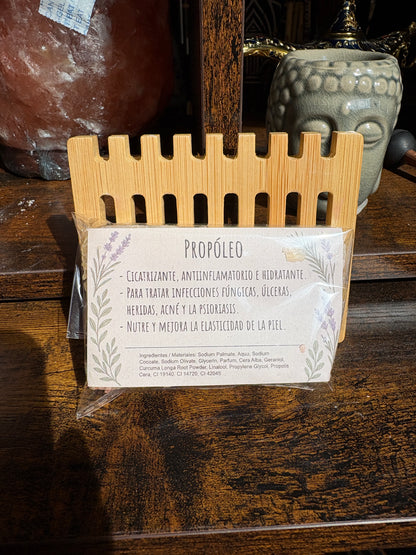 Propóleo
- Cicatrizante, antiinflamatorio e hidratante.
- Para tratar infecciones fúngicas, úlceras,
heridas, acné y la psioriasis.
- Nutre y mejora la elasticidad de la piel.
Ingredientes / Materiales: Sodium Palmate, Aqua, Sodium
Cocoate, Sodium Olivate, Glycerin, Parfum, Cera Alba, Geraniol,
Curcuma Longa Root Powder, Linalool, Propylene Glycol, Propolis
Cera, CI 19140, CI 14720, CI 42045